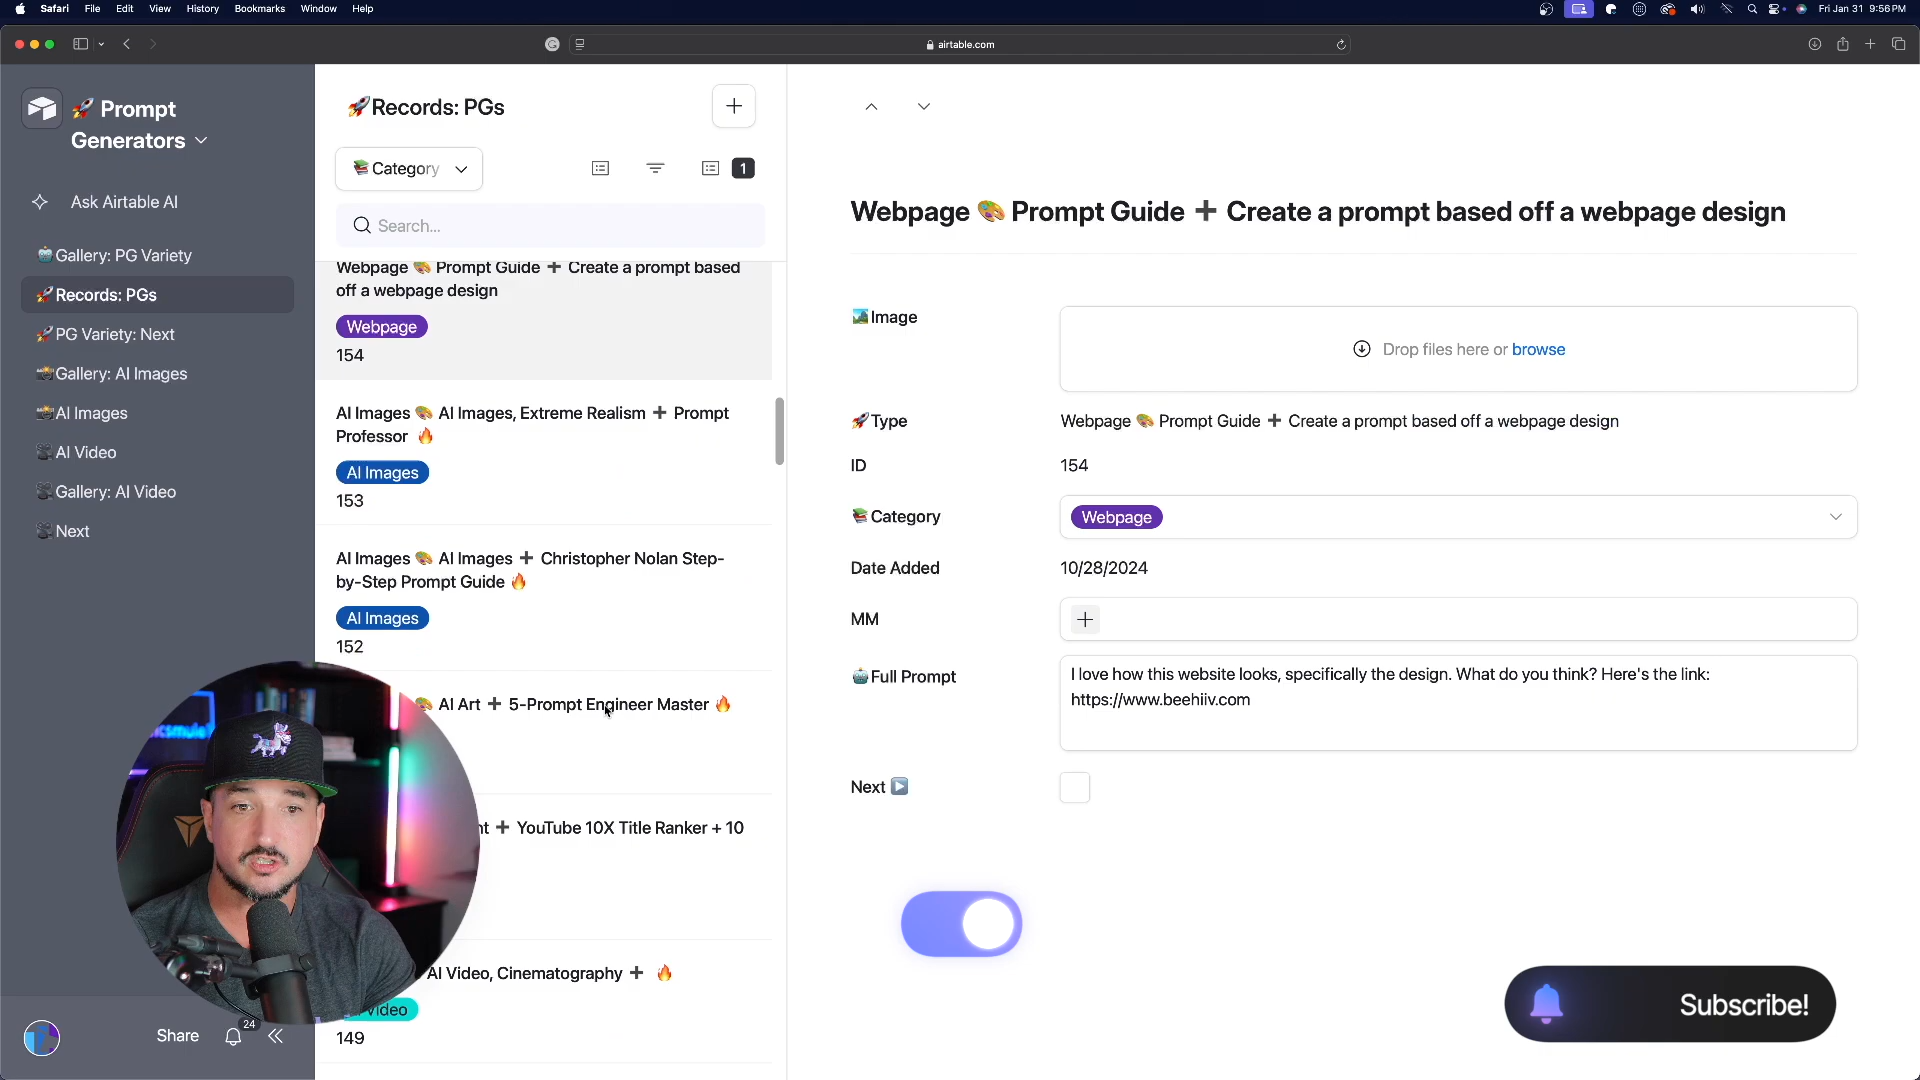 Safari File Edit View History Bookmarks Window Help
Fri Jan 31 9:56 PM
airtable.com
🚀 Prompt
Generators
Ask Airtable AI
🤖Gallery: PG Variety
🚀Records: PGs
🚀PG Variety: Next
📸Gallery: AI Images
📸AI Images
🎥AI Video
🎥Gallery: AI Video
🎥Next
Share
24
🚀Records: PGs
📚Category
1
Search...
Webpage 🎨 Prompt Guide ➕ Create a prompt based
off a webpage design
Webpage
154
AI Images 🎨 AI Images, Extreme Realism ➕ Prompt
Professor 🔥
AI Images
153
AI Images 🎨 AI Images ➕ Christopher Nolan Step-
by-Step Prompt Guide 🔥
AI Images
152
🎨 AI Art ➕ 5-Prompt Engineer Master 🔥
➕ YouTube 10X Title Ranker + 10
AI Video, Cinematography ➕ 🔥
Video
149
Webpage 🎨 Prompt Guide ➕ Create a prompt based off a webpage design
🏞️Image
Drop files here or browse
🚀Type
Webpage 🎨 Prompt Guide ➕ Create a prompt based off a webpage design
ID
154
📚Category
Webpage
Date Added
10/28/2024
MM
🤖Full Prompt
I love how this website looks, specifically the design. What do you think? Here's the link:
https://www.beehiiv.com
Next ▶️
Subscribe!